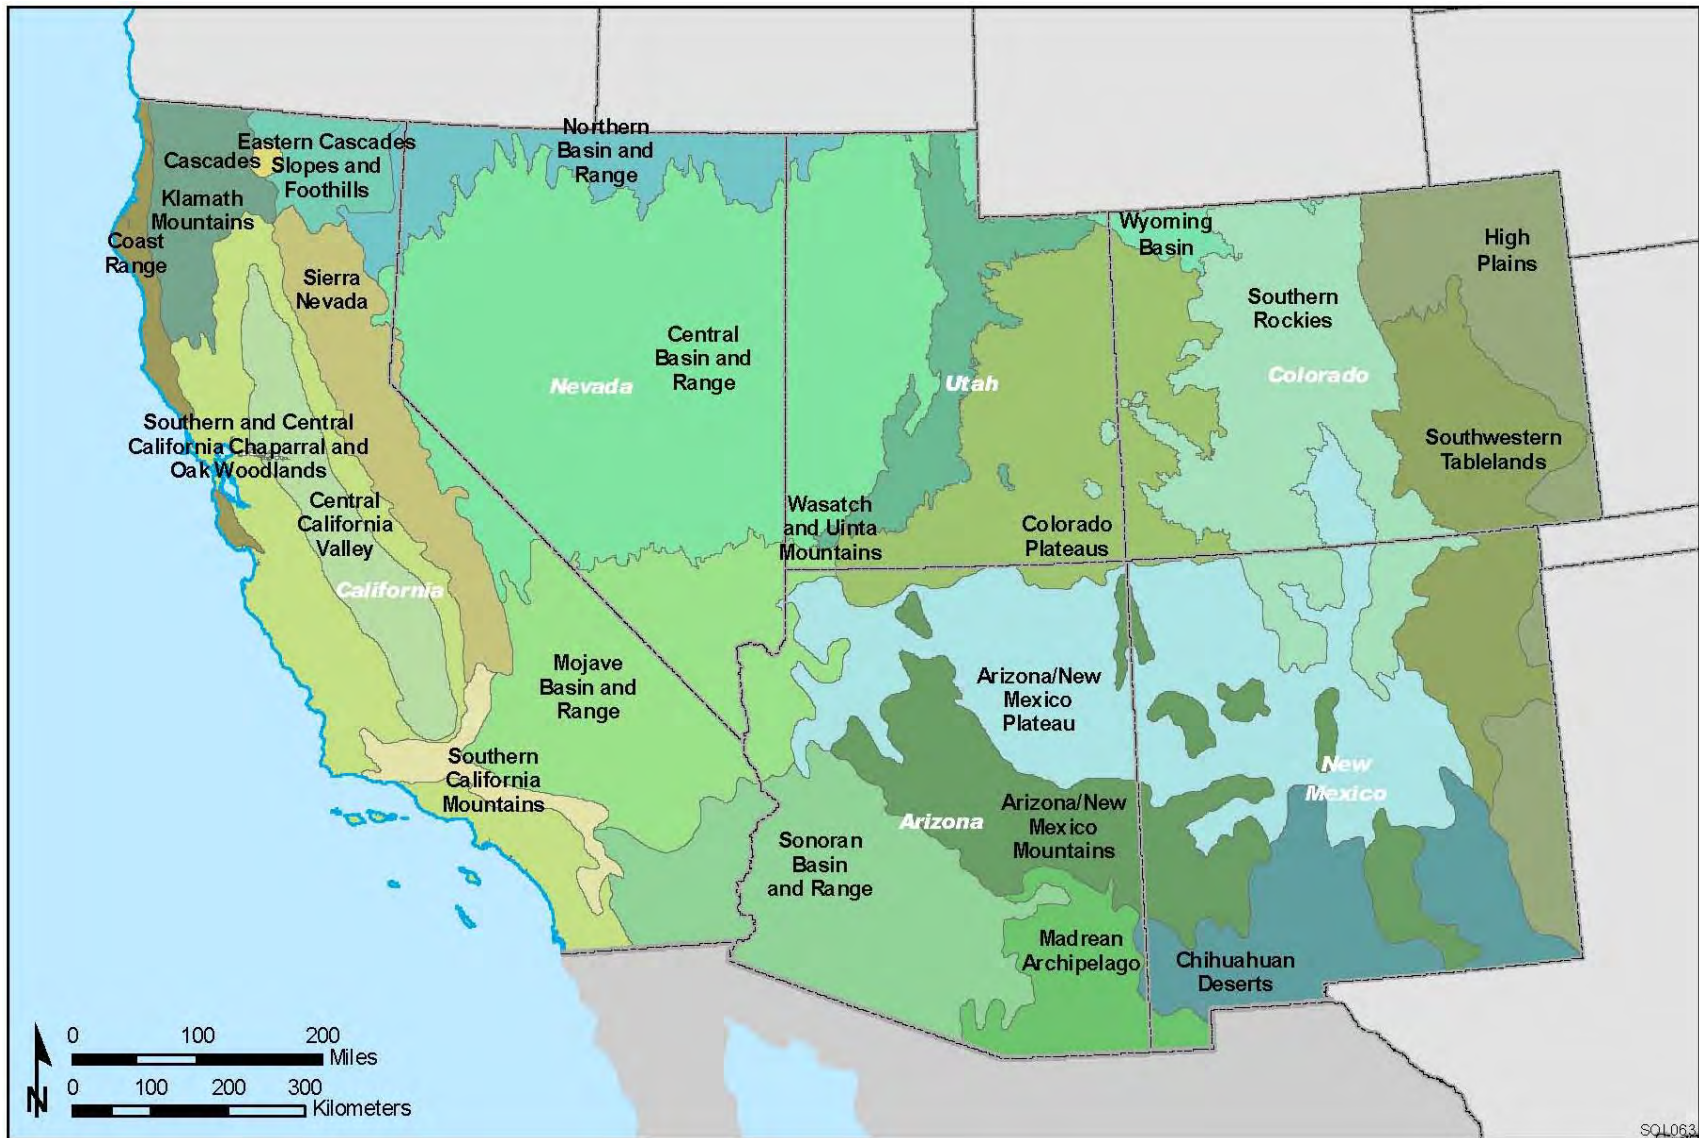 Northern
Basin and
Range
Eastern Cascades
Slopes and
Foothills
Cascades
Klamath
Mountains
Coast
Range
Wyoming
Basin
High
Plains
Sierra
Nevada
Southern
Rockies
Central
Basin and
Range
Nevada
Utah
Colorado
Southern and Central
California Chaparral and
Oak Woodlands
Southwestern
Tablelands
Central
California
Valley
Wasatch
and Uinta
Mountains
Colorado
Plateaus
California
Mojave
Basin and
Range
Arizona/New
Mexico
Plateau
Southern
California
Mountains
New
Mexico
Arizona
Arizona/New
Mexico
Mountains
Sonoran
Basin
and Range
Madrean
Archipelago
Chihuahuan
Deserts
N
0 100 200
Miles
0 100 200 300
Kilometers
SOL063